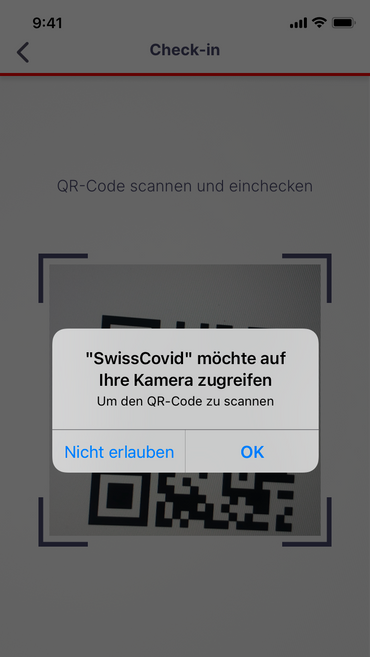 9:41
Check-in
QR-Code scannen und einchecken
"SwissCovid" möchte auf
Ihre Kamera zugreifen
Um den QR-Code zu scannen
Nicht erlauben
OK